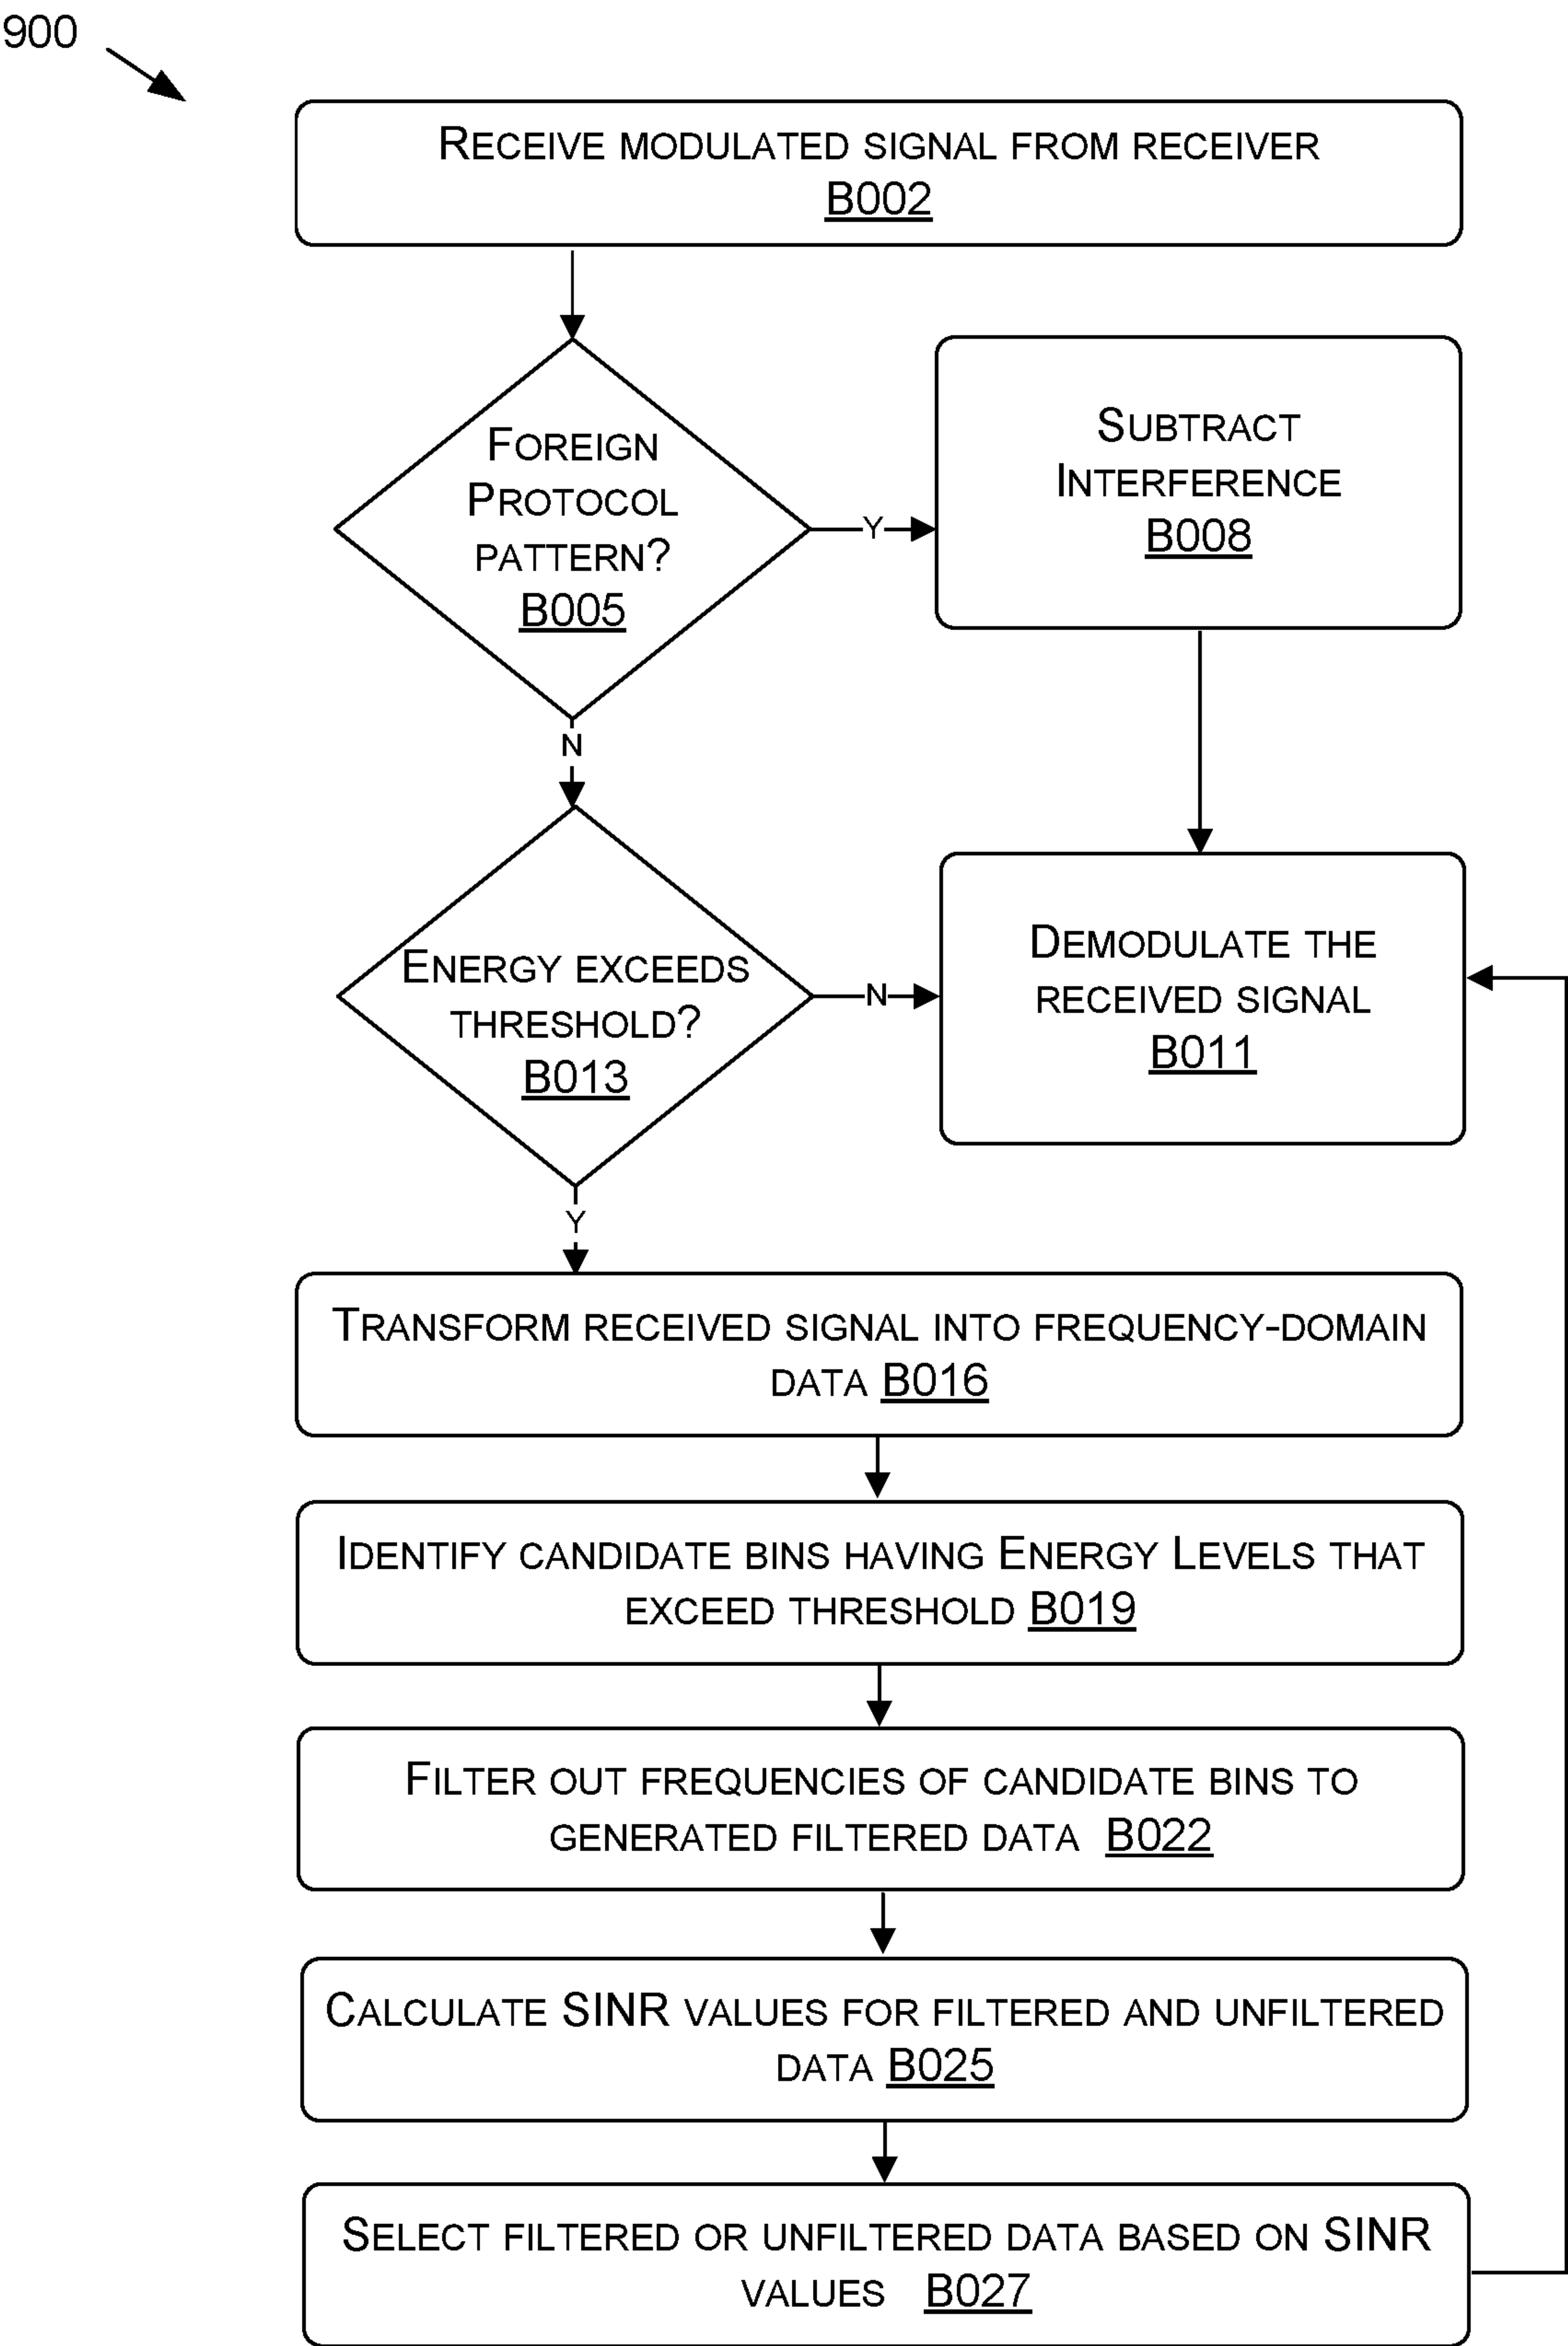 900
RECEIVE MODULATED SIGNAL FROM RECEIVER
B002
FOREIGN
PROTOCOL
PATTERN?
B005
Y
SUBTRACT
INTERFERENCE
B008
N
ENERGY EXCEEDS
THRESHOLD?
B013
N
DEMODULATE THE
RECEIVED SIGNAL
B011
Y
TRANSFORM RECEIVED SIGNAL INTO FREQUENCY-DOMAIN
DATA B016
IDENTIFY CANDIDATE BINS HAVING ENERGY LEVELS THAT
EXCEED THRESHOLD B019
FILTER OUT FREQUENCIES OF CANDIDATE BINS TO
GENERATED FILTERED DATA B022
CALCULATE SINR VALUES FOR FILTERED AND UNFILTERED
DATA B025
SELECT FILTERED OR UNFILTERED DATA BASED ON SINR
VALUES B027